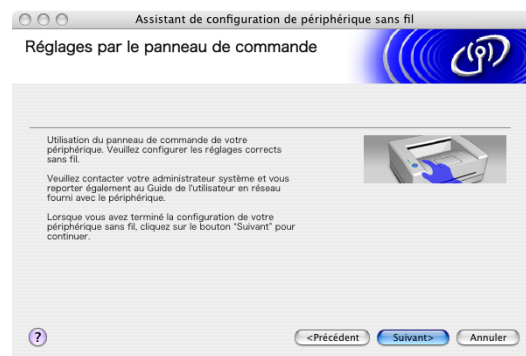 Assistant de configuration de périphérique sans fil
Réglages par le panneau de commande
Utilisation du panneau de commande de votre
périphérique. Veuillez configurer les réglages corrects
sans fil.
Veuillez contacter votre administrateur système et vous
reporter également au Guide de l'utilisateur en réseau
fourni avec le périphérique.
Lorsque vous avez terminé la configuration de votre
périphérique sans fil, cliquez sur le bouton "Suivant" pour
continuer.
?
<Précédent
Suivant>
Annuler